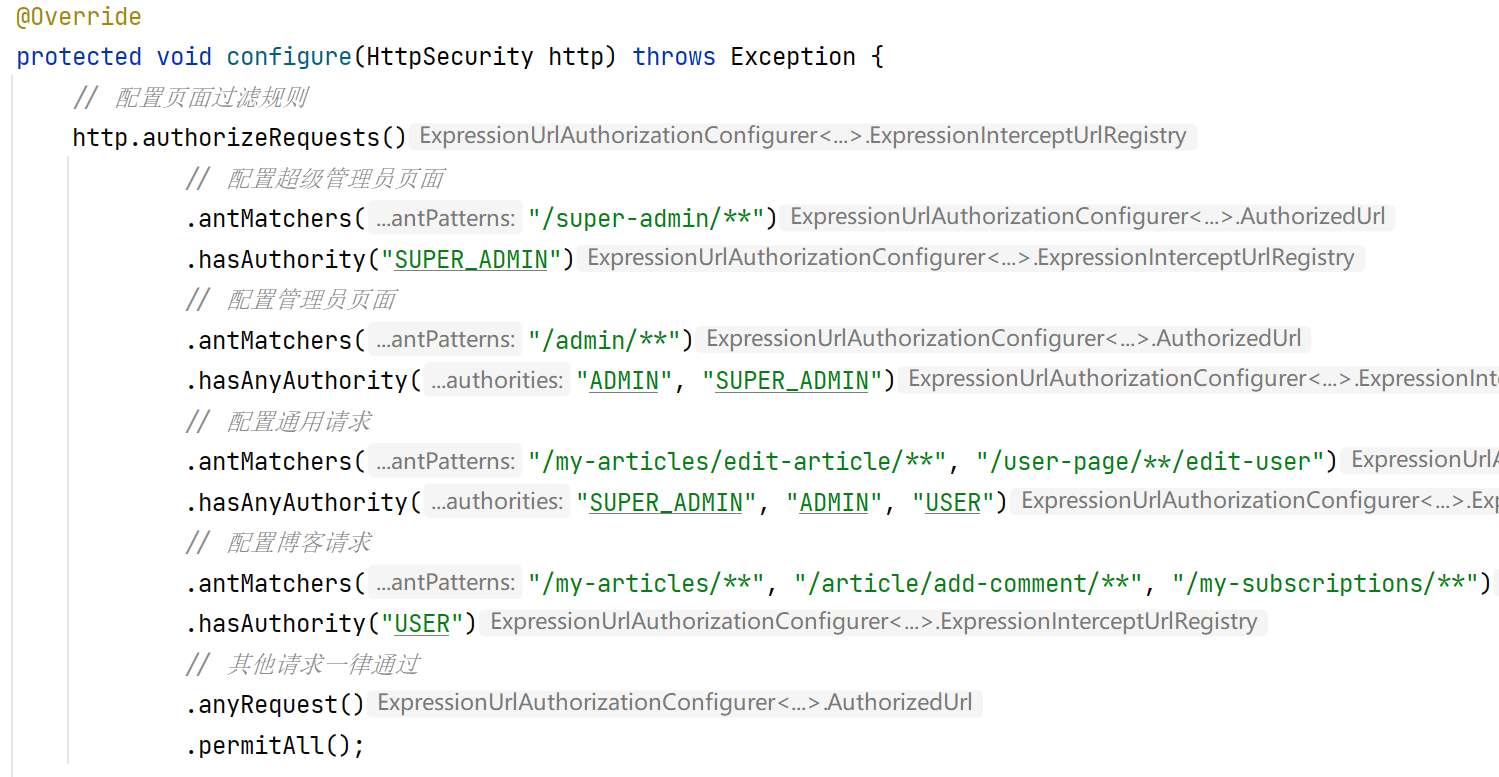 @Override
protected void configure(HttpSecurity http) throws Exception {
// 配置页面过滤规则
http.authorizeRequests() ExpressionUrlAuthorizationConfigurer<...>.ExpressionInterceptUrlRegistry
// 配置超级管理员页面
.antMatchers( ...antPatterns: "/super-admin/**") ExpressionUrlAuthorizationConfigurer<...>.AuthorizedUrl
.hasAuthority("SUPER_ADMIN") ExpressionUrlAuthorizationConfigurer<...>.ExpressionInterceptUrlRegistry
// 配置管理员页面
.antMatchers( ...antPatterns: "/admin/**") ExpressionUrlAuthorizationConfigurer<...>.AuthorizedUrl
.hasAnyAuthority( ...authorities: "ADMIN", "SUPER_ADMIN") ExpressionUrlAuthorizationConfigurer<...>.ExpressionInt
// 配置通用请求
.antMatchers( ...antPatterns: "/my-articles/edit-article/**", "/user-page/**/edit-user") ExpressionUrlA
.hasAnyAuthority( ...authorities: "SUPER_ADMIN", "ADMIN", "USER") ExpressionUrlAuthorizationConfigurer<...>.Exp
// 配置博客请求
.antMatchers( ...antPatterns: "/my-articles/**", "/article/add-comment/**", "/my-subscriptions/**")
.hasAuthority("USER") ExpressionUrlAuthorizationConfigurer<...>.ExpressionInterceptUrlRegistry
// 其他请求一律通过
.anyRequest() ExpressionUrlAuthorizationConfigurer<...>.AuthorizedUrl
.permitAll();